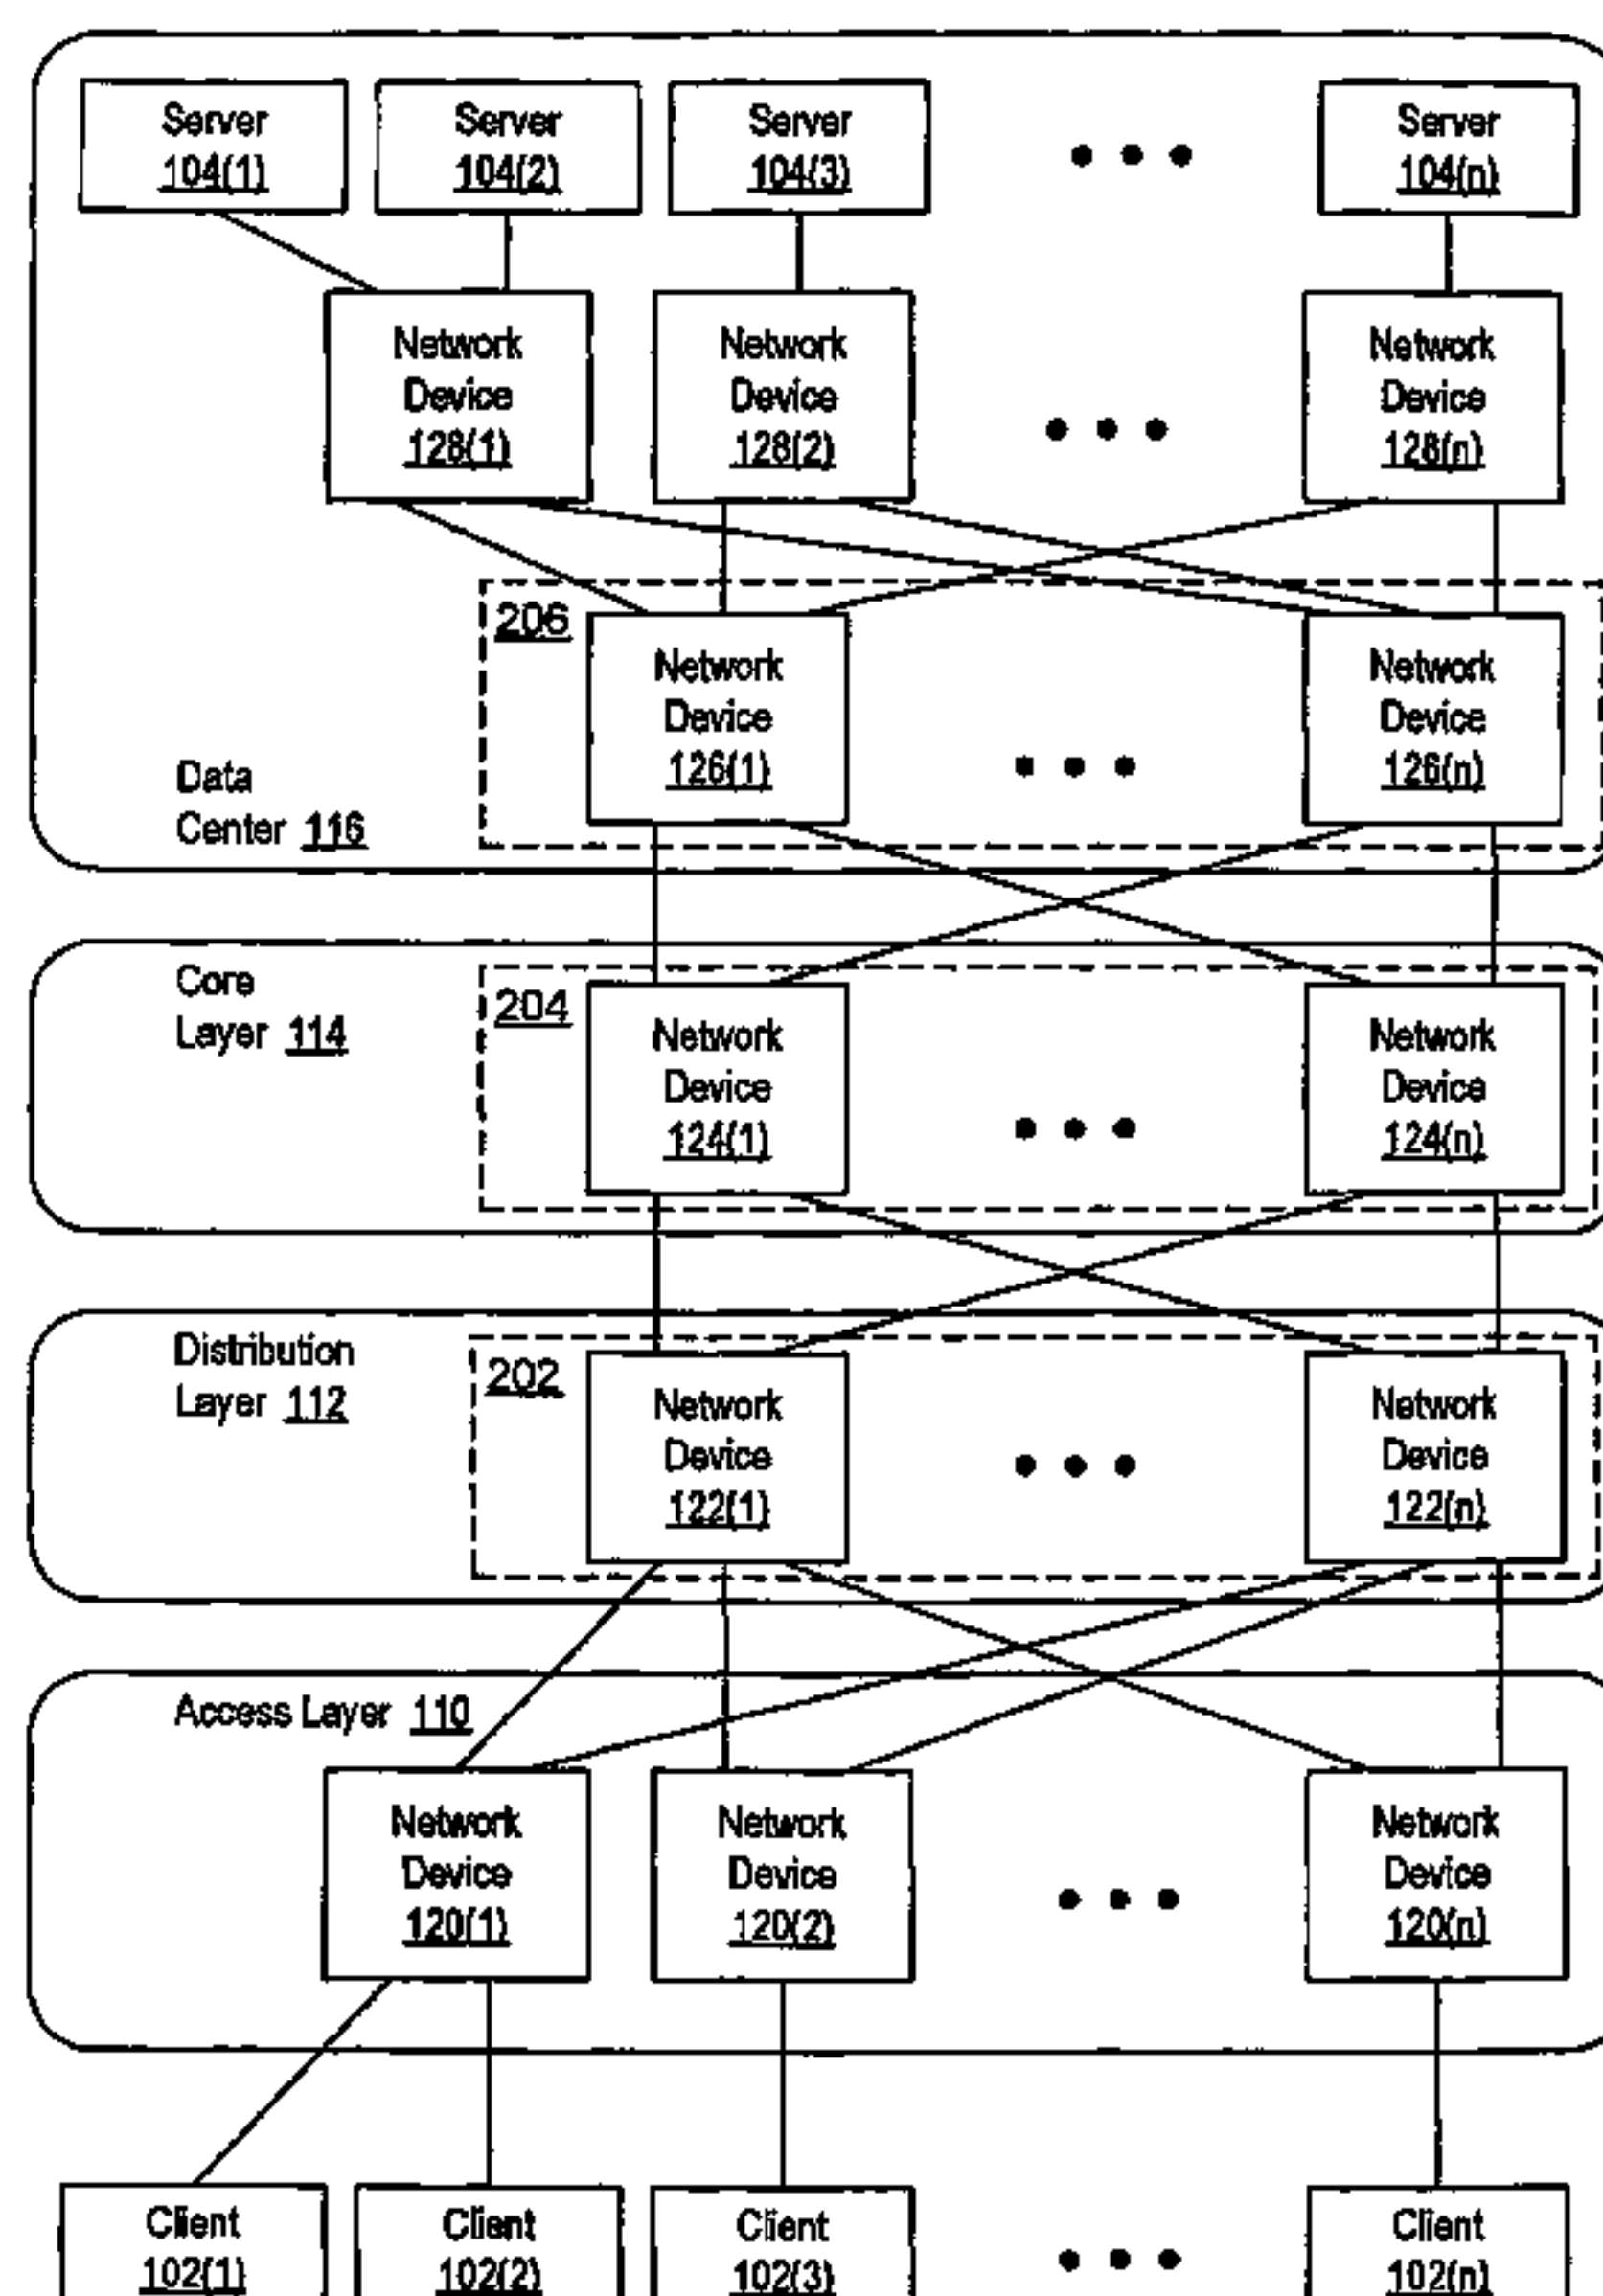 Server
104(1)
Server
104(2)
Server
104(3)
Server
104(n)
Network
Device
128(1)
Network
Device
128(2)
Network
Device
128(n)
206
Network
Device
126(1)
Network
Device
126(n)
Data
Center 116
Core
Layer 114
204
Network
Device
124(1)
Network
Device
124(n)
Distribution
Layer 112
202
Network
Device
122(1)
Network
Device
122(n)
Access Layer 110
Network
Device
120(1)
Network
Device
120(2)
Network
Device
120(n)
Client
102(1)
Client
102(2)
Client
102(3)
Client
102(n)